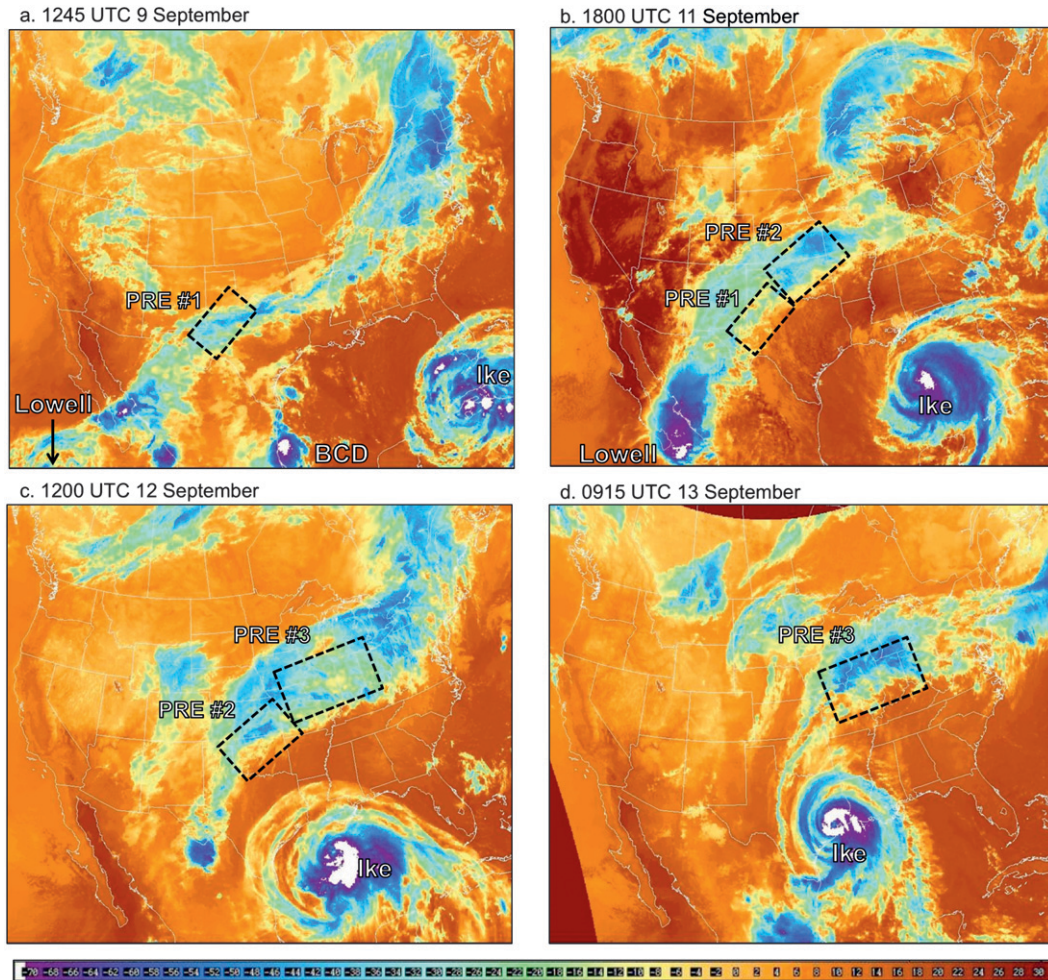 a. 1245 UTC 9 September
b. 1800 UTC 11 September
PRE #1
Lowell
BCD
Ike
PRE #2
PRE #1
Lowell
Ike
c. 1200 UTC 12 September
d. 0915 UTC 13 September
PRE #3
PRE #2
Ike
PRE #3
Ike
-70 -68 -66 -64 -62 -60 -58 -56 -54 -52 -50 -48 -46 -44 -42 -40 -38 -36 -34 -32 -30 -28 -26 -24 -22 -20 -18 -16 -14 -12 -10 -8 -6 -4 -2 0 2 4 6 8 10 12 14 16 18 20 22 24 26 28 30